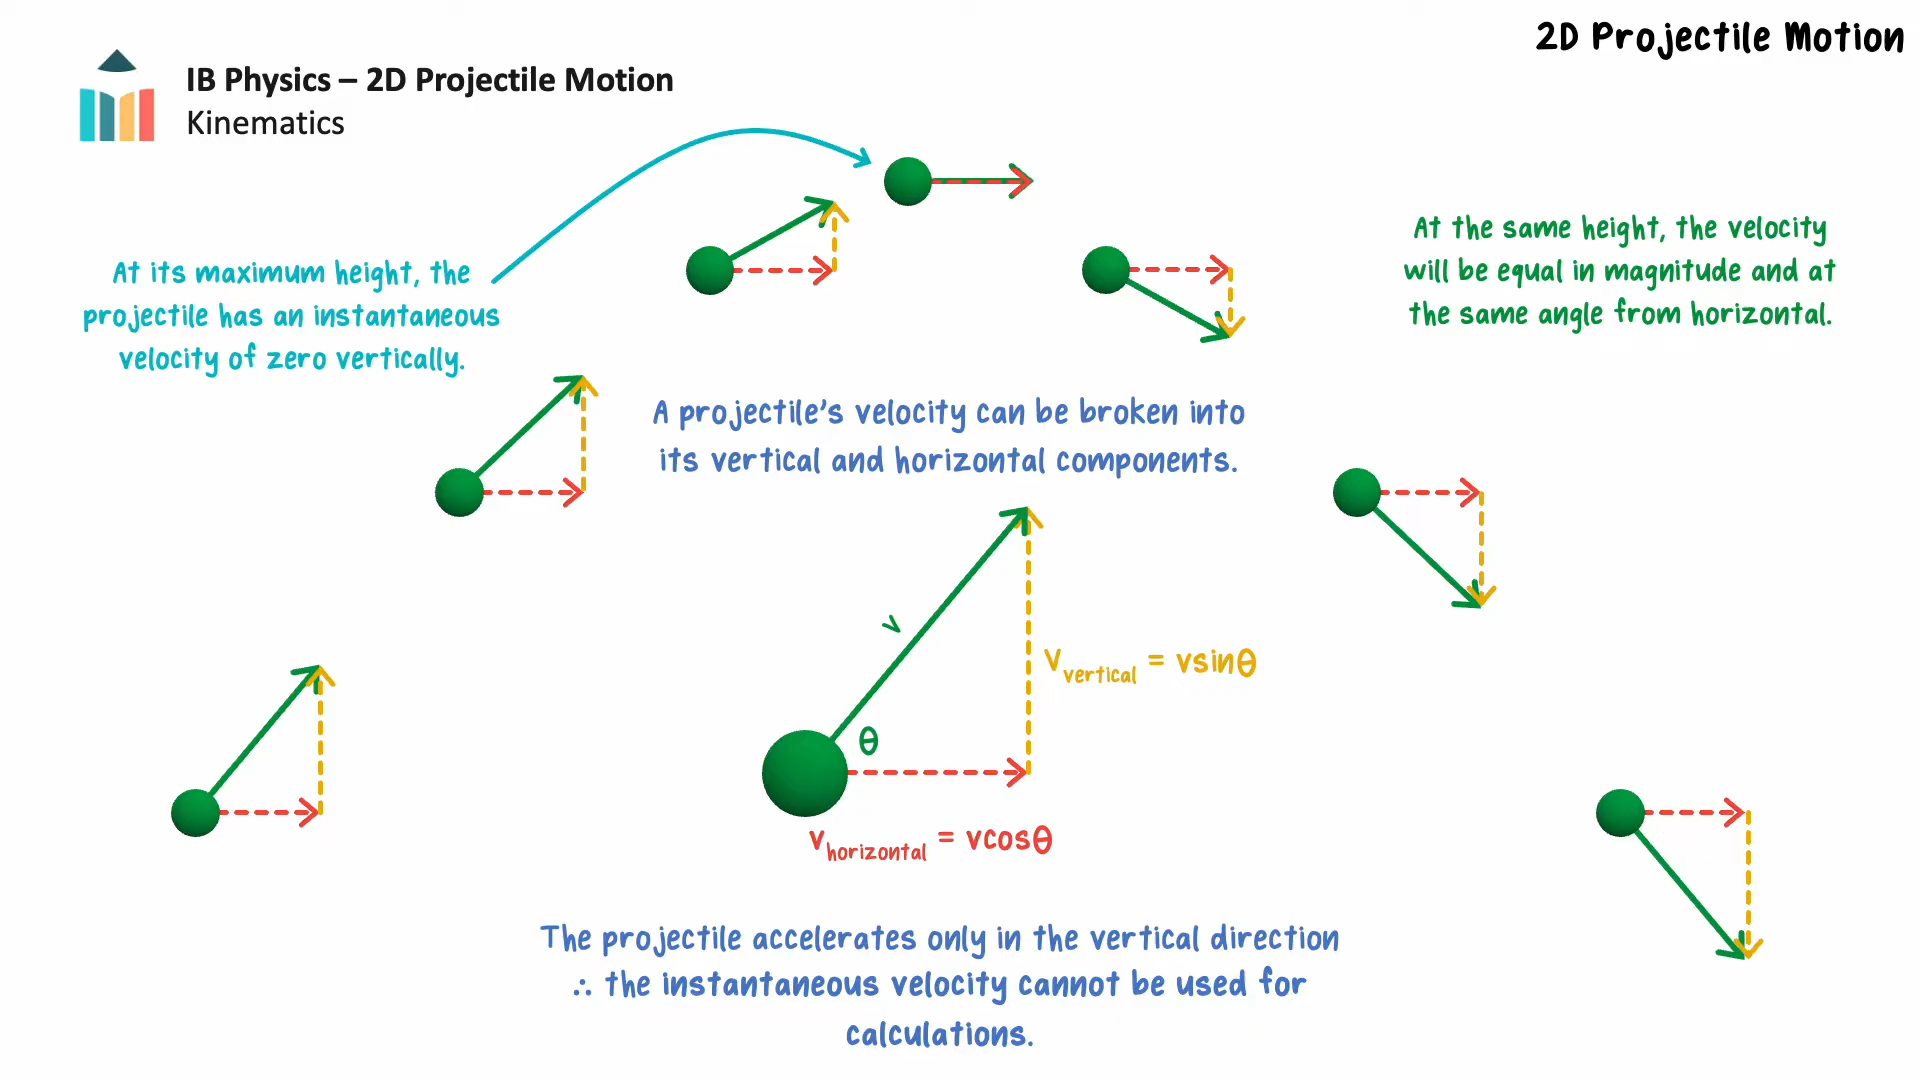 2D Projectile Motion
IB Physics – 2D Projectile Motion
Kinematics
At its maximum height, the
projectile has an instantaneous
velocity of zero vertically.
At the same height, the velocity
will be equal in magnitude and at
the same angle from horizontal.
A projectile's velocity can be broken into
its vertical and horizontal components.
v
θ
Vvertical = vsinθ
vhorizontal = vcosθ
The projectile accelerates only in the vertical direction
∴ the instantaneous velocity cannot be used for
calculations.